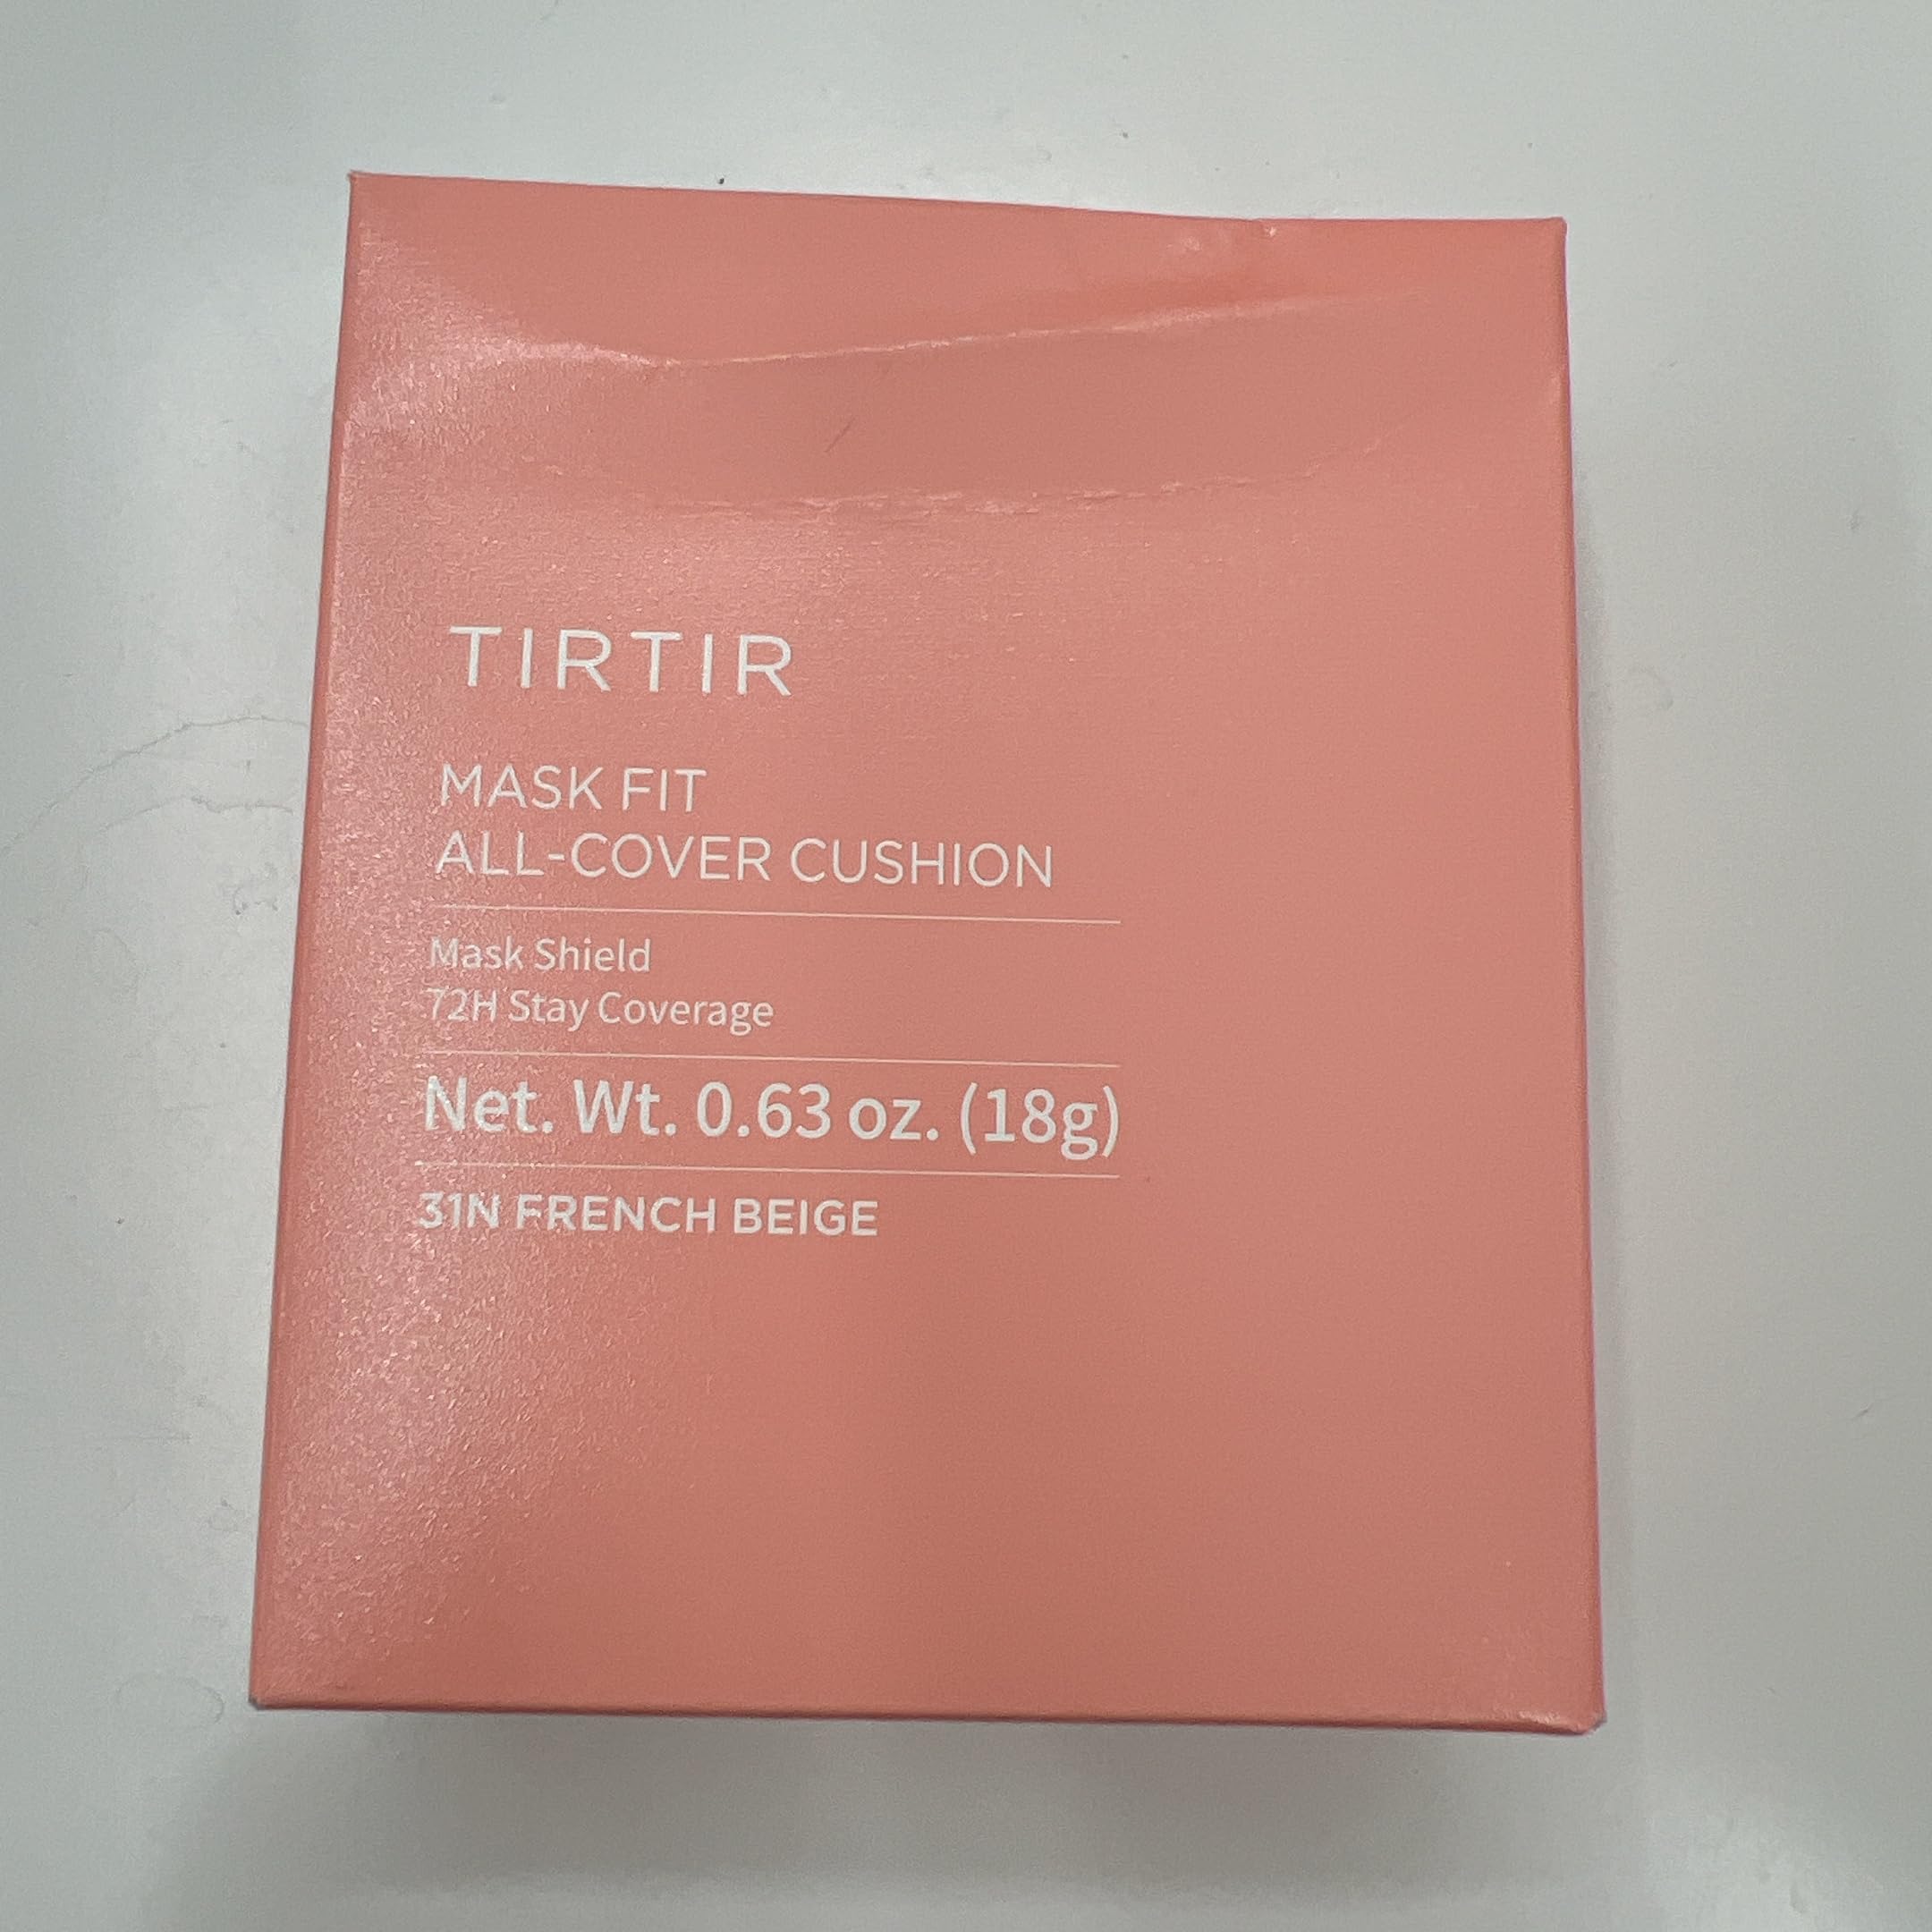 TIRTIR
MASK FIT
ALL-COVER CUSHION
Mask Shield
72H Stay Coverage
Net. Wt. 0.63 oz. (18g)
31N FRENCH BEIGE